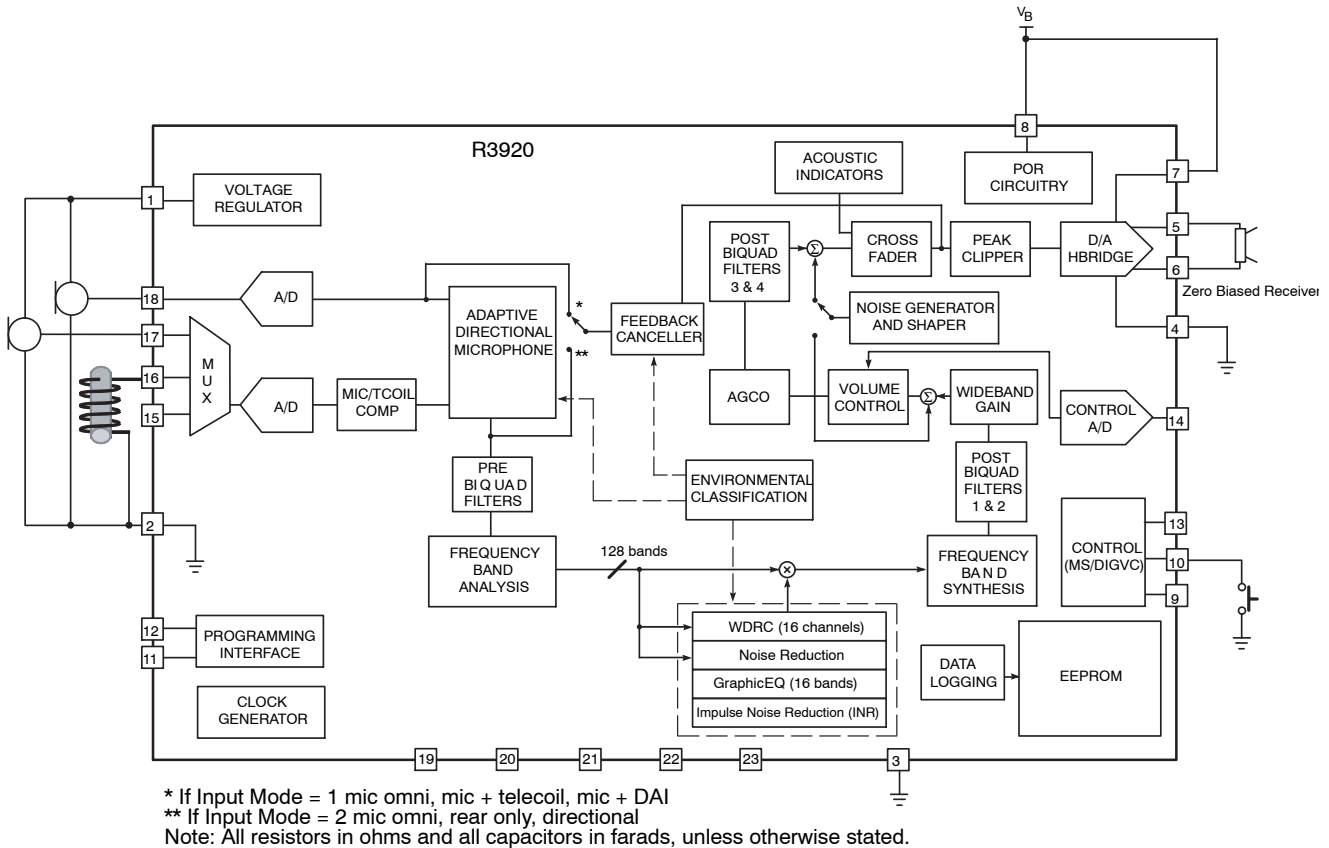 VB
8
R3920
ACOUSTIC
INDICATORS
POR
CIRCUITRY
7
1
VOLTAGE
REGULATOR
POST
BIQUAD
FILTERS
3 & 4
Σ
CROSS
FADER
PEAK
CLIPPER
D/A
HBRIDGE
5
6
Zero Biased Receiver
18
A/D
ADAPTIVE
DIRECTIONAL
MICROPHONE
*
**
FEEDBACK
CANCELLER
NOISE GENERATOR
AND SHAPER
4
17
16
15
M
U
X
A/D
MIC/TCOIL
COMP
AGCO
VOLUME
CONTROL
Σ
WIDEBAND
GAIN
CONTROL
A/D
14
PRE
BIQUAD
FILTERS
ENVIRONMENTAL
CLASSIFICATION
POST
BIQUAD
FILTERS
1 & 2
2
FREQUENCY
BAND
ANALYSIS
128 bands
×
FREQUENCY
BAND
SYNTHESIS
CONTROL
(MS/DIGVC)
13
10
9
12
11
PROGRAMMING
INTERFACE
WDRC (16 channels)
Noise Reduction
GraphicEQ (16 bands)
Impulse Noise Reduction (INR)
DATA
LOGGING
EEPROM
CLOCK
GENERATOR
19
20
21
22
23
3
* If Input Mode = 1 mic omni, mic + telecoil, mic + DAI
** If Input Mode = 2 mic omni, rear only, directional
Note: All resistors in ohms and all capacitors in farads, unless otherwise stated.